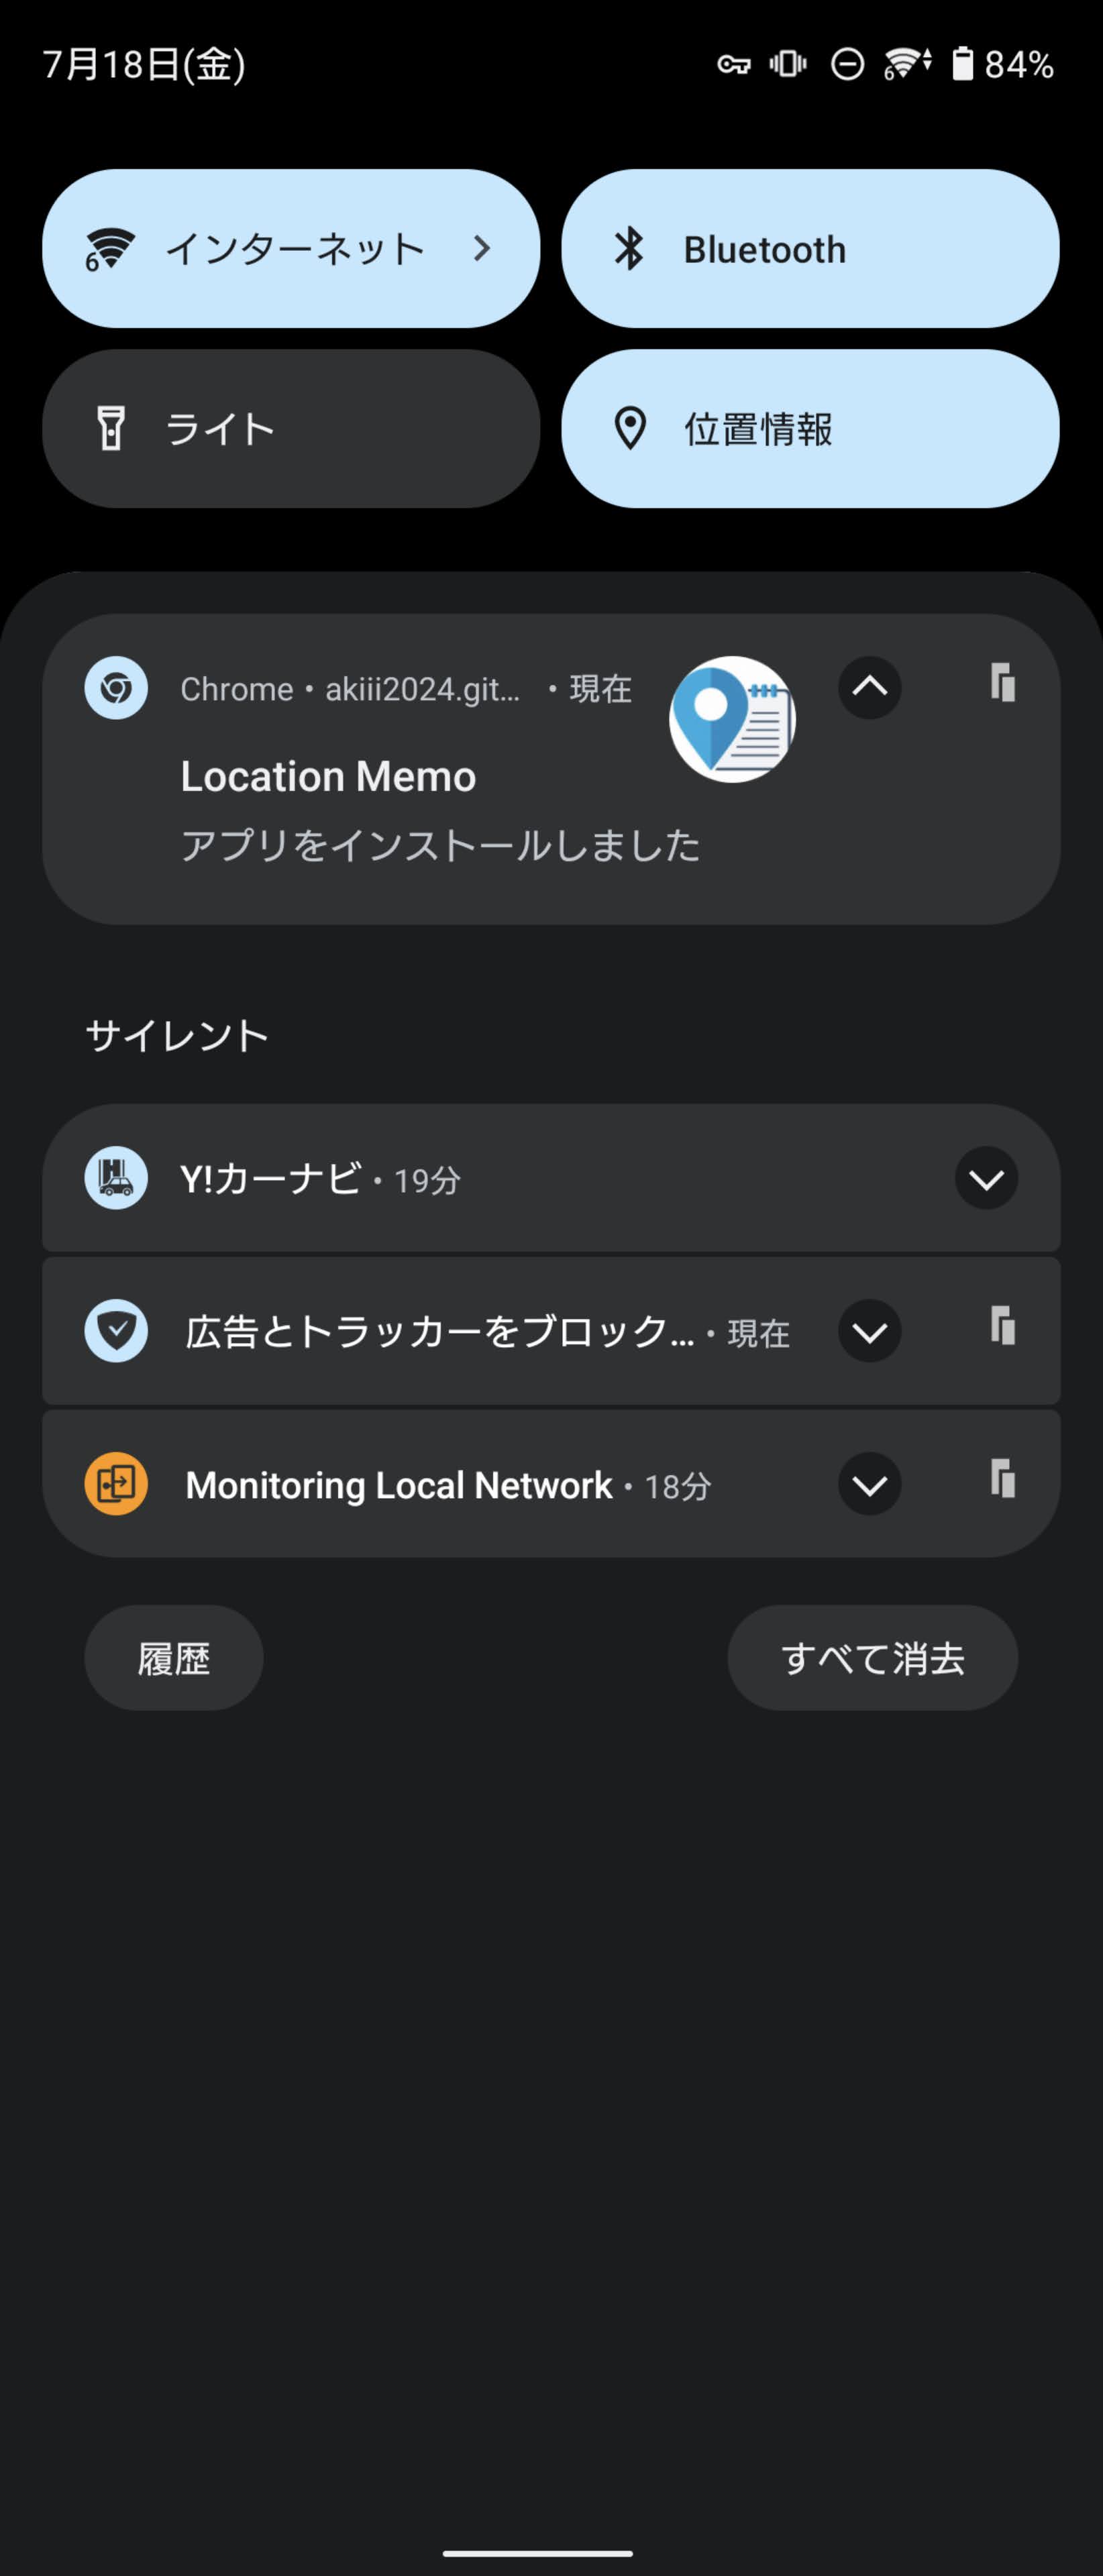 7月18日(金)
84%
インターネット
Bluetooth
ライト
位置情報
Chrome・akiii2024.git... ・現在
Location Memo
アプリをインストールしました
サイレント
Y!カーナビ・19分
広告とトラッカーをブロック...・現在
Monitoring Local Network・18分
履歴
すべて消去